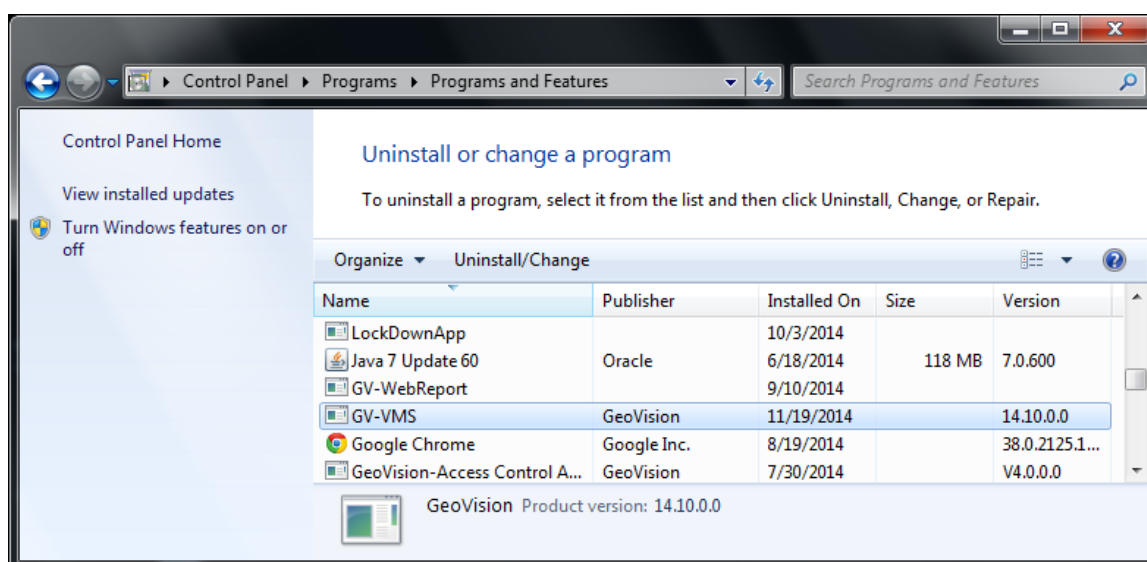 Control Panel Programs Programs and Features Search Programs and Features
Control Panel Home
View installed updates
Turn Windows features on or
off
Uninstall or change a program
To uninstall a program, select it from the list and then click Uninstall, Change, or Repair.
Organize Uninstall/Change
Name Publisher Installed On Size Version
LockDownApp 10/3/2014
Java 7 Update 60 Oracle 6/18/2014 118 MB 7.0.600
GV-WebReport 9/10/2014
GV-VMS GeoVision 11/19/2014 14.10.0.0
Google Chrome Google Inc. 8/19/2014 38.0.2125.1...
GeoVision-Access Control A... GeoVision 7/30/2014 V4.0.0.0
GeoVision Product version: 14.10.0.0